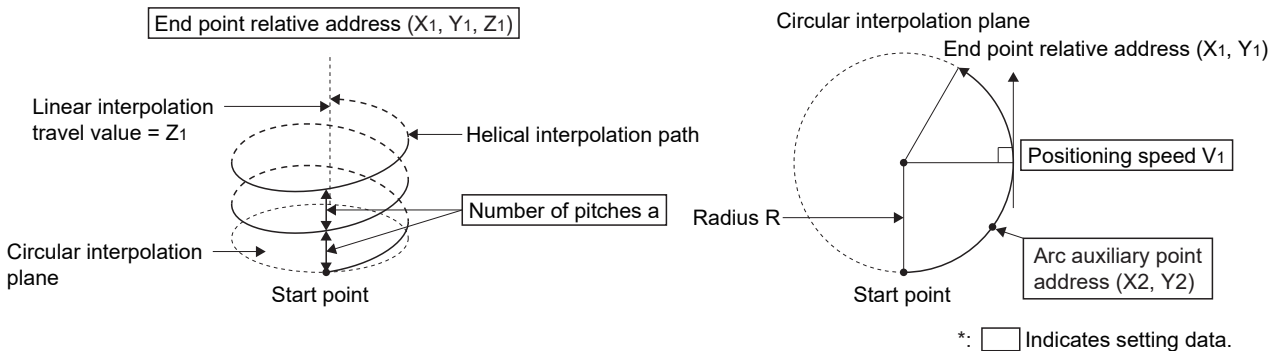 End point relative address (X1, Y1, Z1)
Linear interpolation
travel value = Z1
Helical interpolation path
Number of pitches a
Circular interpolation
plane
Start point
Circular interpolation plane
End point relative address (X1, Y1)
Positioning speed V1
Radius R
Arc auxiliary point
address (X2, Y2)
Start point
*: Indicates setting data.